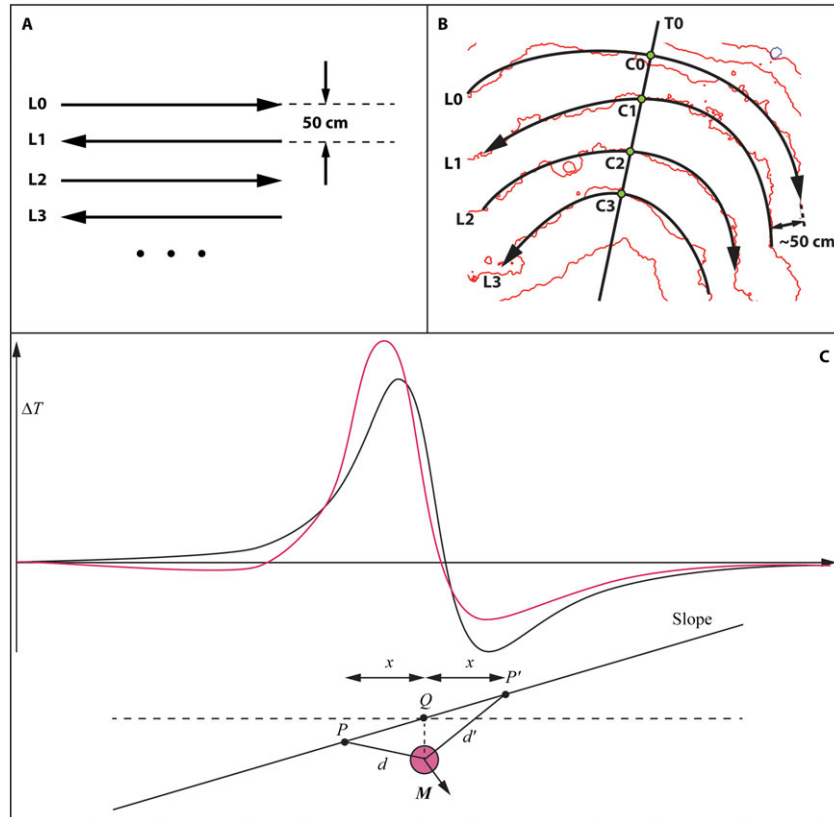 A
L0
50 cm
L1
L2
L3
B
T0
C0
L0
C1
L1
C2
L2
C3
~50 cm
L3
C
ΔT
Slope
x x
P′
Q
P
d′
d
M